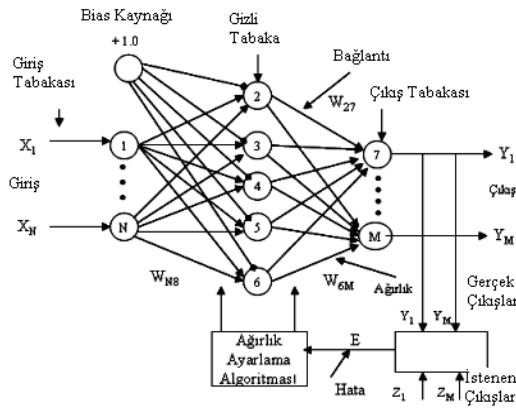 Bias Kaynağı
+1.0
Gizli
Tabaka
Giriş
Tabakası
Bağlantı
W27
Çıkış Tabakası
X1
1
2
3
4
5
6
7
Y1
Giriş
Çıkış
XN
N
M
YM
WN8
W6M
Ağırlık
Gerçek
Çıkışlar
Y1
YM
Ağırlık
Ayarlama
Algoritması
E
Hata
İstenen
Çıkışlar
Z1
ZM